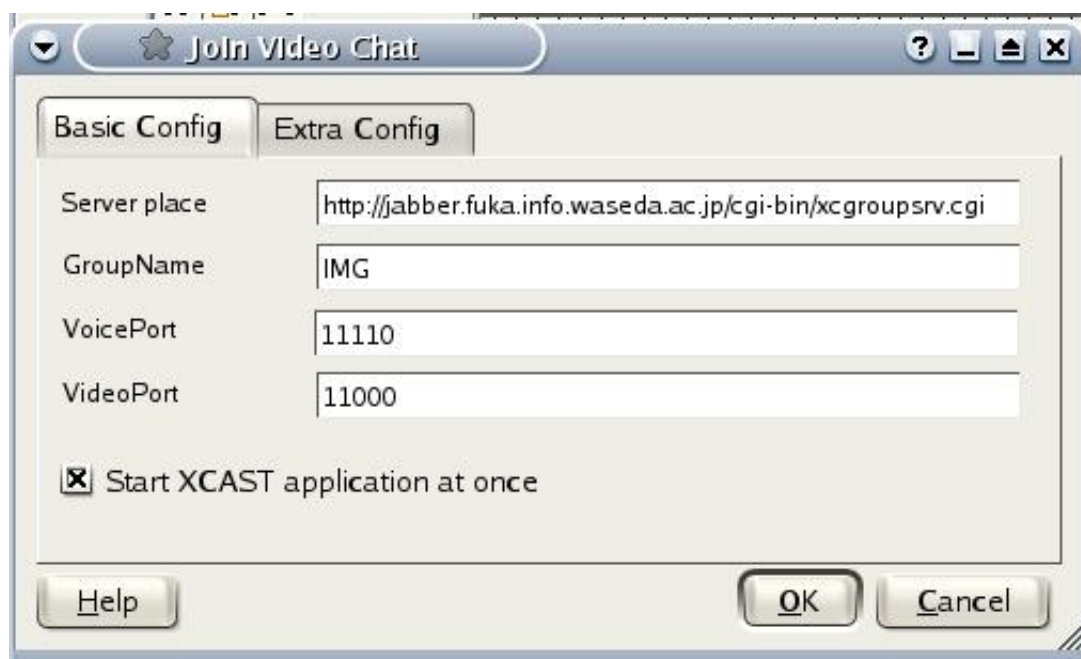 Join Video Chat
Basic Config Extra Config
Server place http://jabber.fuka.info.waseda.ac.jp/cgi-bin/xcgroupsrv.cgi
GroupName IMG
VoicePort 11110
VideoPort 11000
Start XCAST application at once
Help OK Cancel